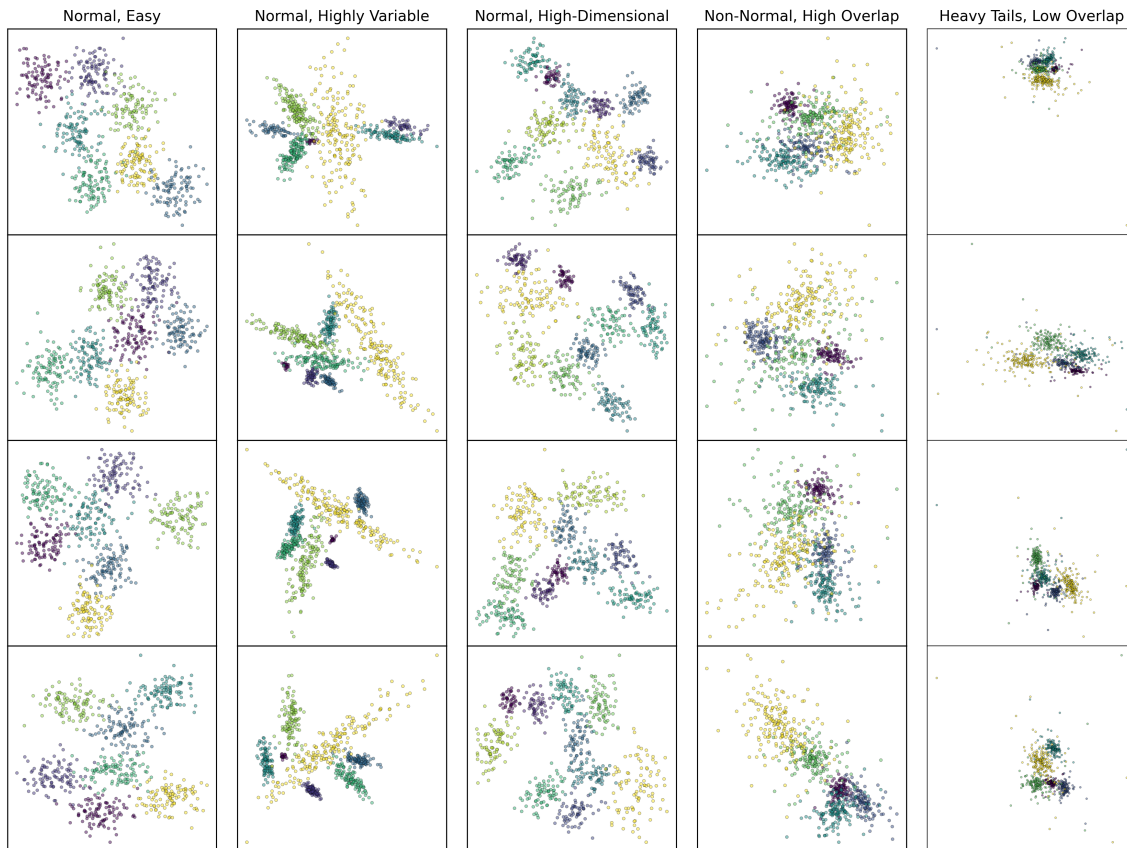 Normal, Easy
Normal, Highly Variable
Normal, High-Dimensional
Non-Normal, High Overlap
Heavy Tails, Low Overlap